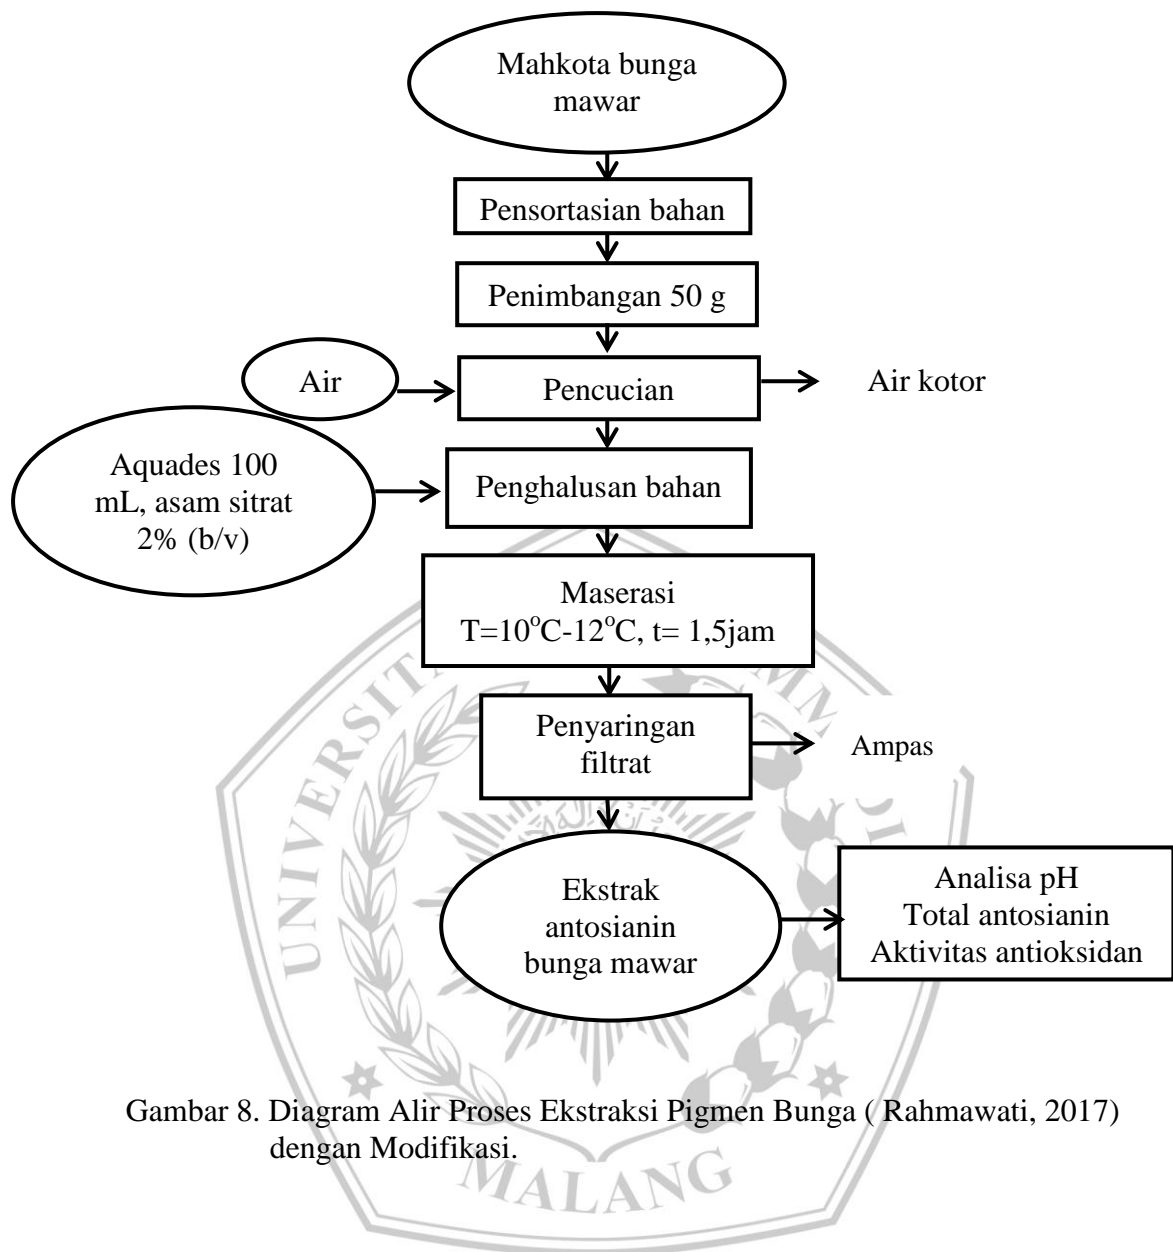 Mahkota bunga
mawar
Pensortasian bahan
Penimbangan 50 g
Air
Pencucian
Air kotor
Aquades 100
mL, asam sitrat
2% (b/v)
Penghalusan bahan
Maserasi
T=10°C-12°C, t= 1,5jam
Penyaringan
filtrat
Ampas
Ekstrak
antosianin
bunga mawar
Analisa pH
Total antosianin
Aktivitas antioksidan
Gambar 8. Diagram Alir Proses Ekstraksi Pigmen Bunga ( Rahmawati, 2017)
dengan Modifikasi.
MALANG